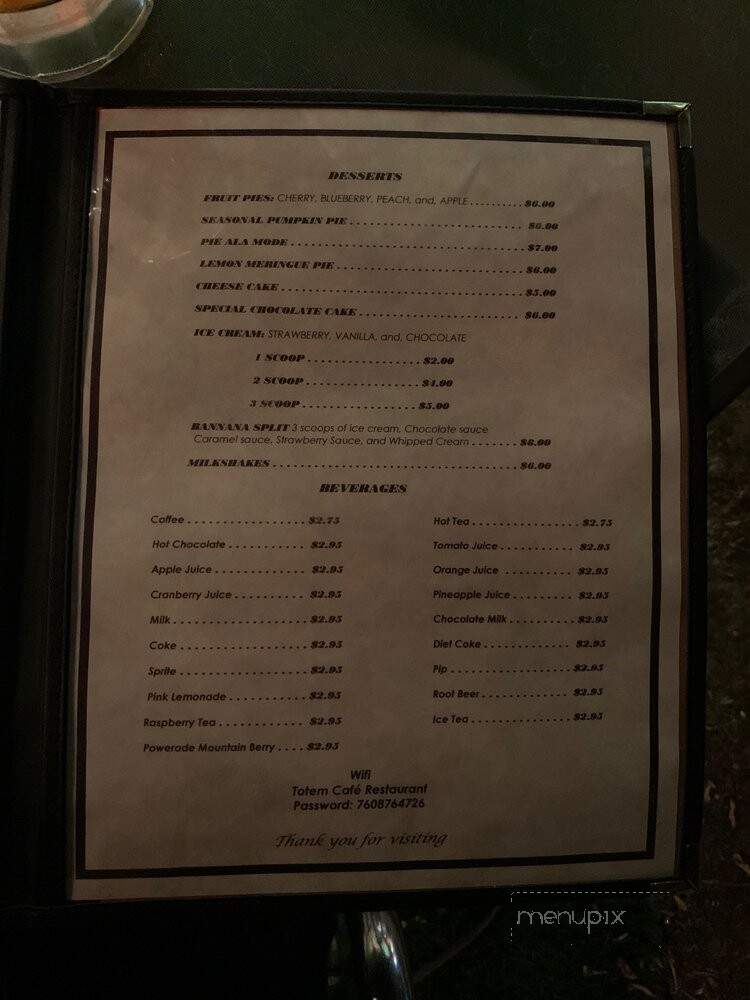 DESSERTS
FRUIT PIES: CHERRY, BLUEBERRY, PEACH, and, APPLE.........$6.00
SEASONAL PUMPKIN PIE............................$6.00
PIE ALA MODE.................................$7.00
LEMON MERINGUE PIE..........................$6.00
CHEESE CAKE..................................$5.00
SPECIAL CHOCOLATE CAKE.......................$6.00
ICE CREAM: STRAWBERRY, VANILLA, and, CHOCOLATE
1 SCOOP................$2.00
2 SCOOP................$4.00
3 SCOOP................$5.00
BANNANA SPLIT 3 scoops of ice cream, Chocolate sauce
Caramel sauce, Strawberry Sauce, and Whipped Cream.......$8.00
MILKSHAKES...................................$6.00
BEVERAGES
Coffee.................$2.75 Hot Tea...............$2.75
Hot Chocolate...........$2.95 Tomato Juice...........$2.95
Apple Juice.............$2.95 Orange Juice ..........$2.95
Cranberry Juice..........$2.95 Pineapple Juice.........$2.95
Milk...................$2.95 Chocolate Milk..........$2.95
Coke..................$2.95 Diet Coke.............$2.95
Sprite..................$2.95 Pip..................$2.95
Pink Lemonade...........$2.95 Root Beer.............$2.95
Raspberry Tea............$2.95 Ice Tea...............$2.95
Powerade Mountain Berry....$2.95
Wifi
Totem Café Restaurant
Password: 7608764726
Thank you for visiting
menupix